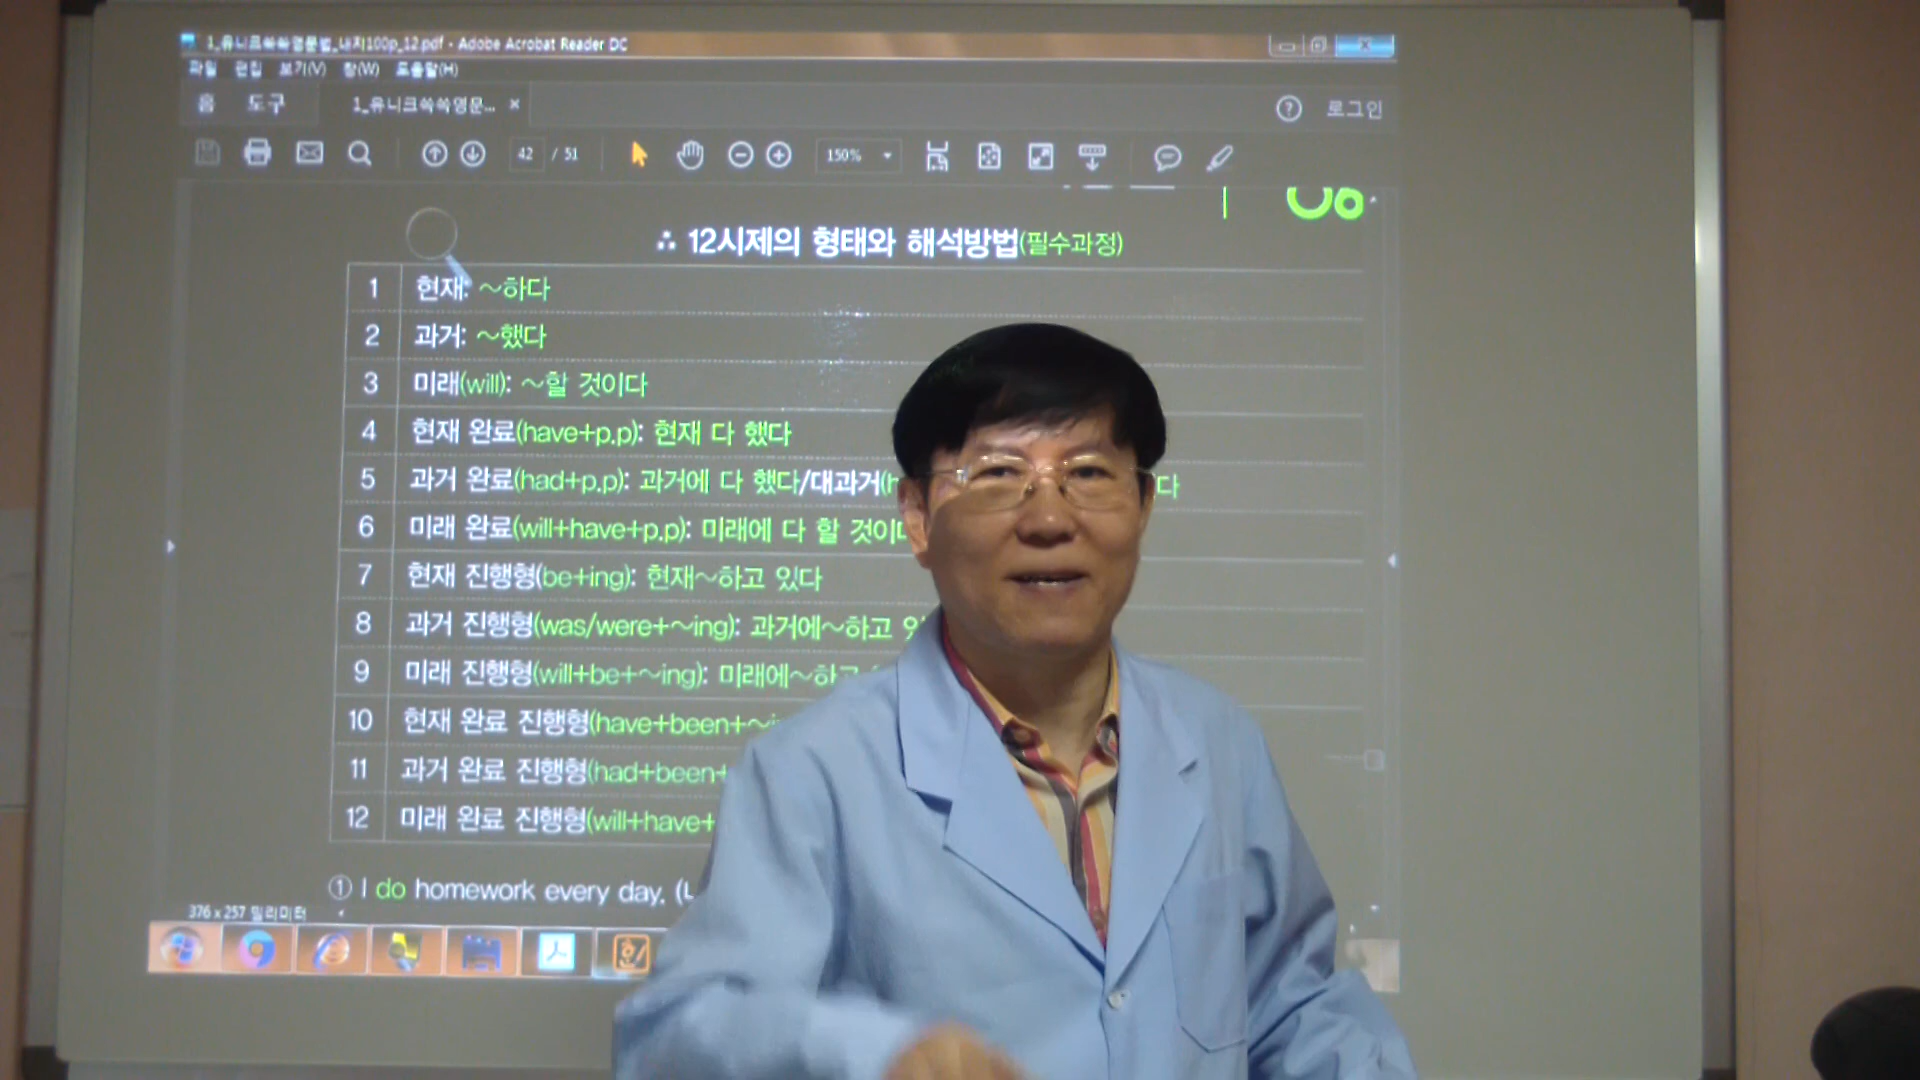 1_유니크쏙쏙영문법_내지100p_12.pdf - Adobe Acrobat Reader DC
파일 편집 보기(V) 창(W) 도움말(H)
홈 도구 1_유니크쏙쏙영문... × ? 로그인
42 / 51 150%
∴ 12시제의 형태와 해석방법(필수과정)
1 현재: ～하다
2 과거: ～했다
3 미래(will): ～할 것이다
4 현재 완료(have+p.p): 현재 다 했다
5 과거 완료(had+p.p): 과거에 다 했다/대과거(h 다
6 미래 완료(will+have+p.p): 미래에 다 할 것이
7 현재 진행형(be+ing): 현재～하고 있다
8 과거 진행형(was/were+～ing): 과거에～하고
9 미래 진행형(will+be+～ing): 미래에～하고
10 현재 완료 진행형(have+been+～i
11 과거 완료 진행형(had+been+
12 미래 완료 진행형(will+have+
① I do homework every day. (
376 x 257 밀리미터